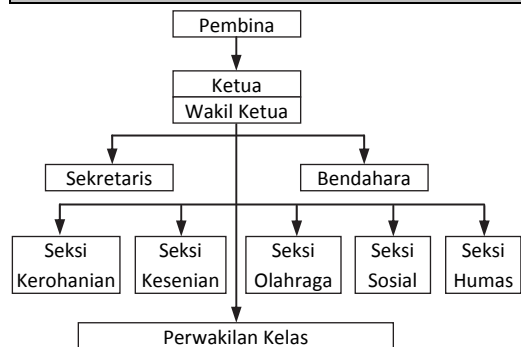 Pembina
Ketua
Wakil Ketua
Sekretaris
Bendahara
Seksi
Kerohanian
Seksi
Kesenian
Seksi
Olahraga
Seksi
Sosial
Seksi
Humas
Perwakilan Kelas